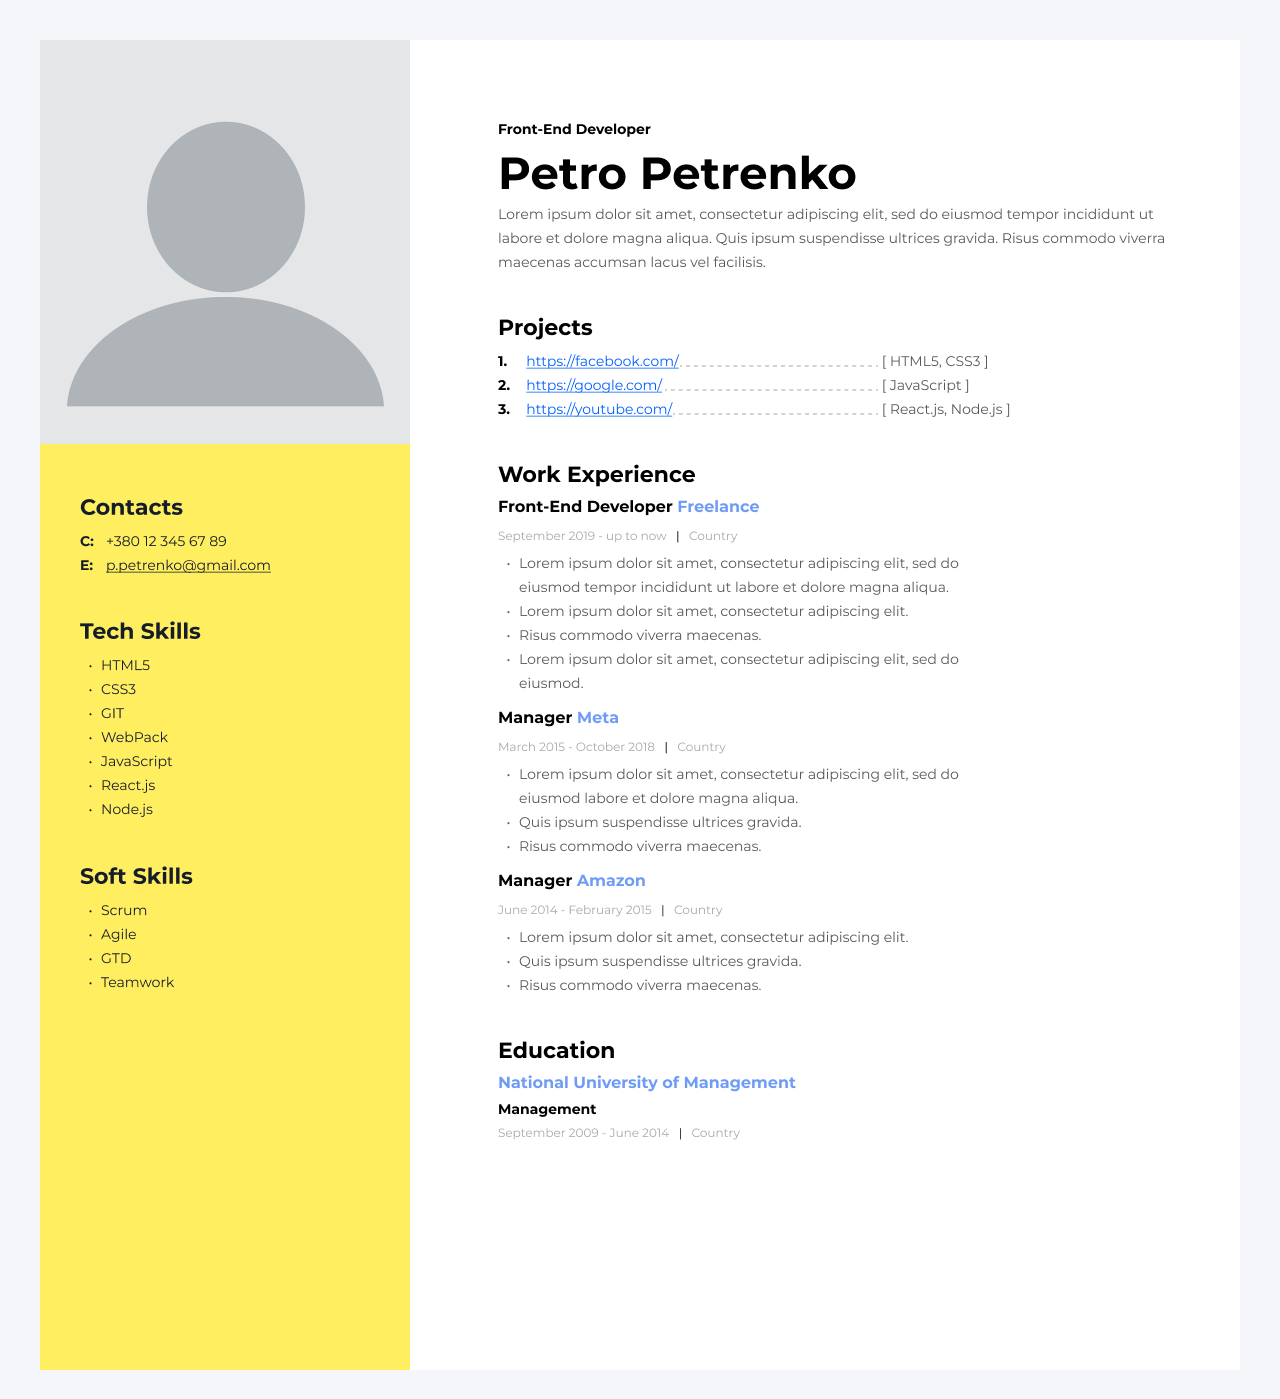 Contacts
C: +380 12 345 67 89
E: p.petrenko@gmail.com
Tech Skills
• HTML5
• CSS3
• GIT
• WebPack
• JavaScript
• React.js
• Node.js
Soft Skills
• Scrum
• Agile
• GTD
• Teamwork
Front-End Developer
Petro Petrenko
Lorem ipsum dolor sit amet, consectetur adipiscing elit, sed do eiusmod tempor incididunt ut
labore et dolore magna aliqua. Quis ipsum suspendisse ultrices gravida. Risus commodo viverra
maecenas accumsan lacus vel facilisis.
Projects
1. https://facebook.com/ [ HTML5, CSS3 ]
2. https://google.com/ [ JavaScript ]
3. https://youtube.com/ [ React.js, Node.js ]
Work Experience
Front-End Developer Freelance
September 2019 - up to now | Country
• Lorem ipsum dolor sit amet, consectetur adipiscing elit, sed do
eiusmod tempor incididunt ut labore et dolore magna aliqua.
• Lorem ipsum dolor sit amet, consectetur adipiscing elit.
• Risus commodo viverra maecenas.
• Lorem ipsum dolor sit amet, consectetur adipiscing elit, sed do
eiusmod.
Manager Meta
March 2015 - October 2018 | Country
• Lorem ipsum dolor sit amet, consectetur adipiscing elit, sed do
eiusmod labore et dolore magna aliqua.
• Quis ipsum suspendisse ultrices gravida.
• Risus commodo viverra maecenas.
Manager Amazon
June 2014 - February 2015 | Country
• Lorem ipsum dolor sit amet, consectetur adipiscing elit.
• Quis ipsum suspendisse ultrices gravida.
• Risus commodo viverra maecenas.
Education
National University of Management
Management
September 2009 - June 2014 | Country